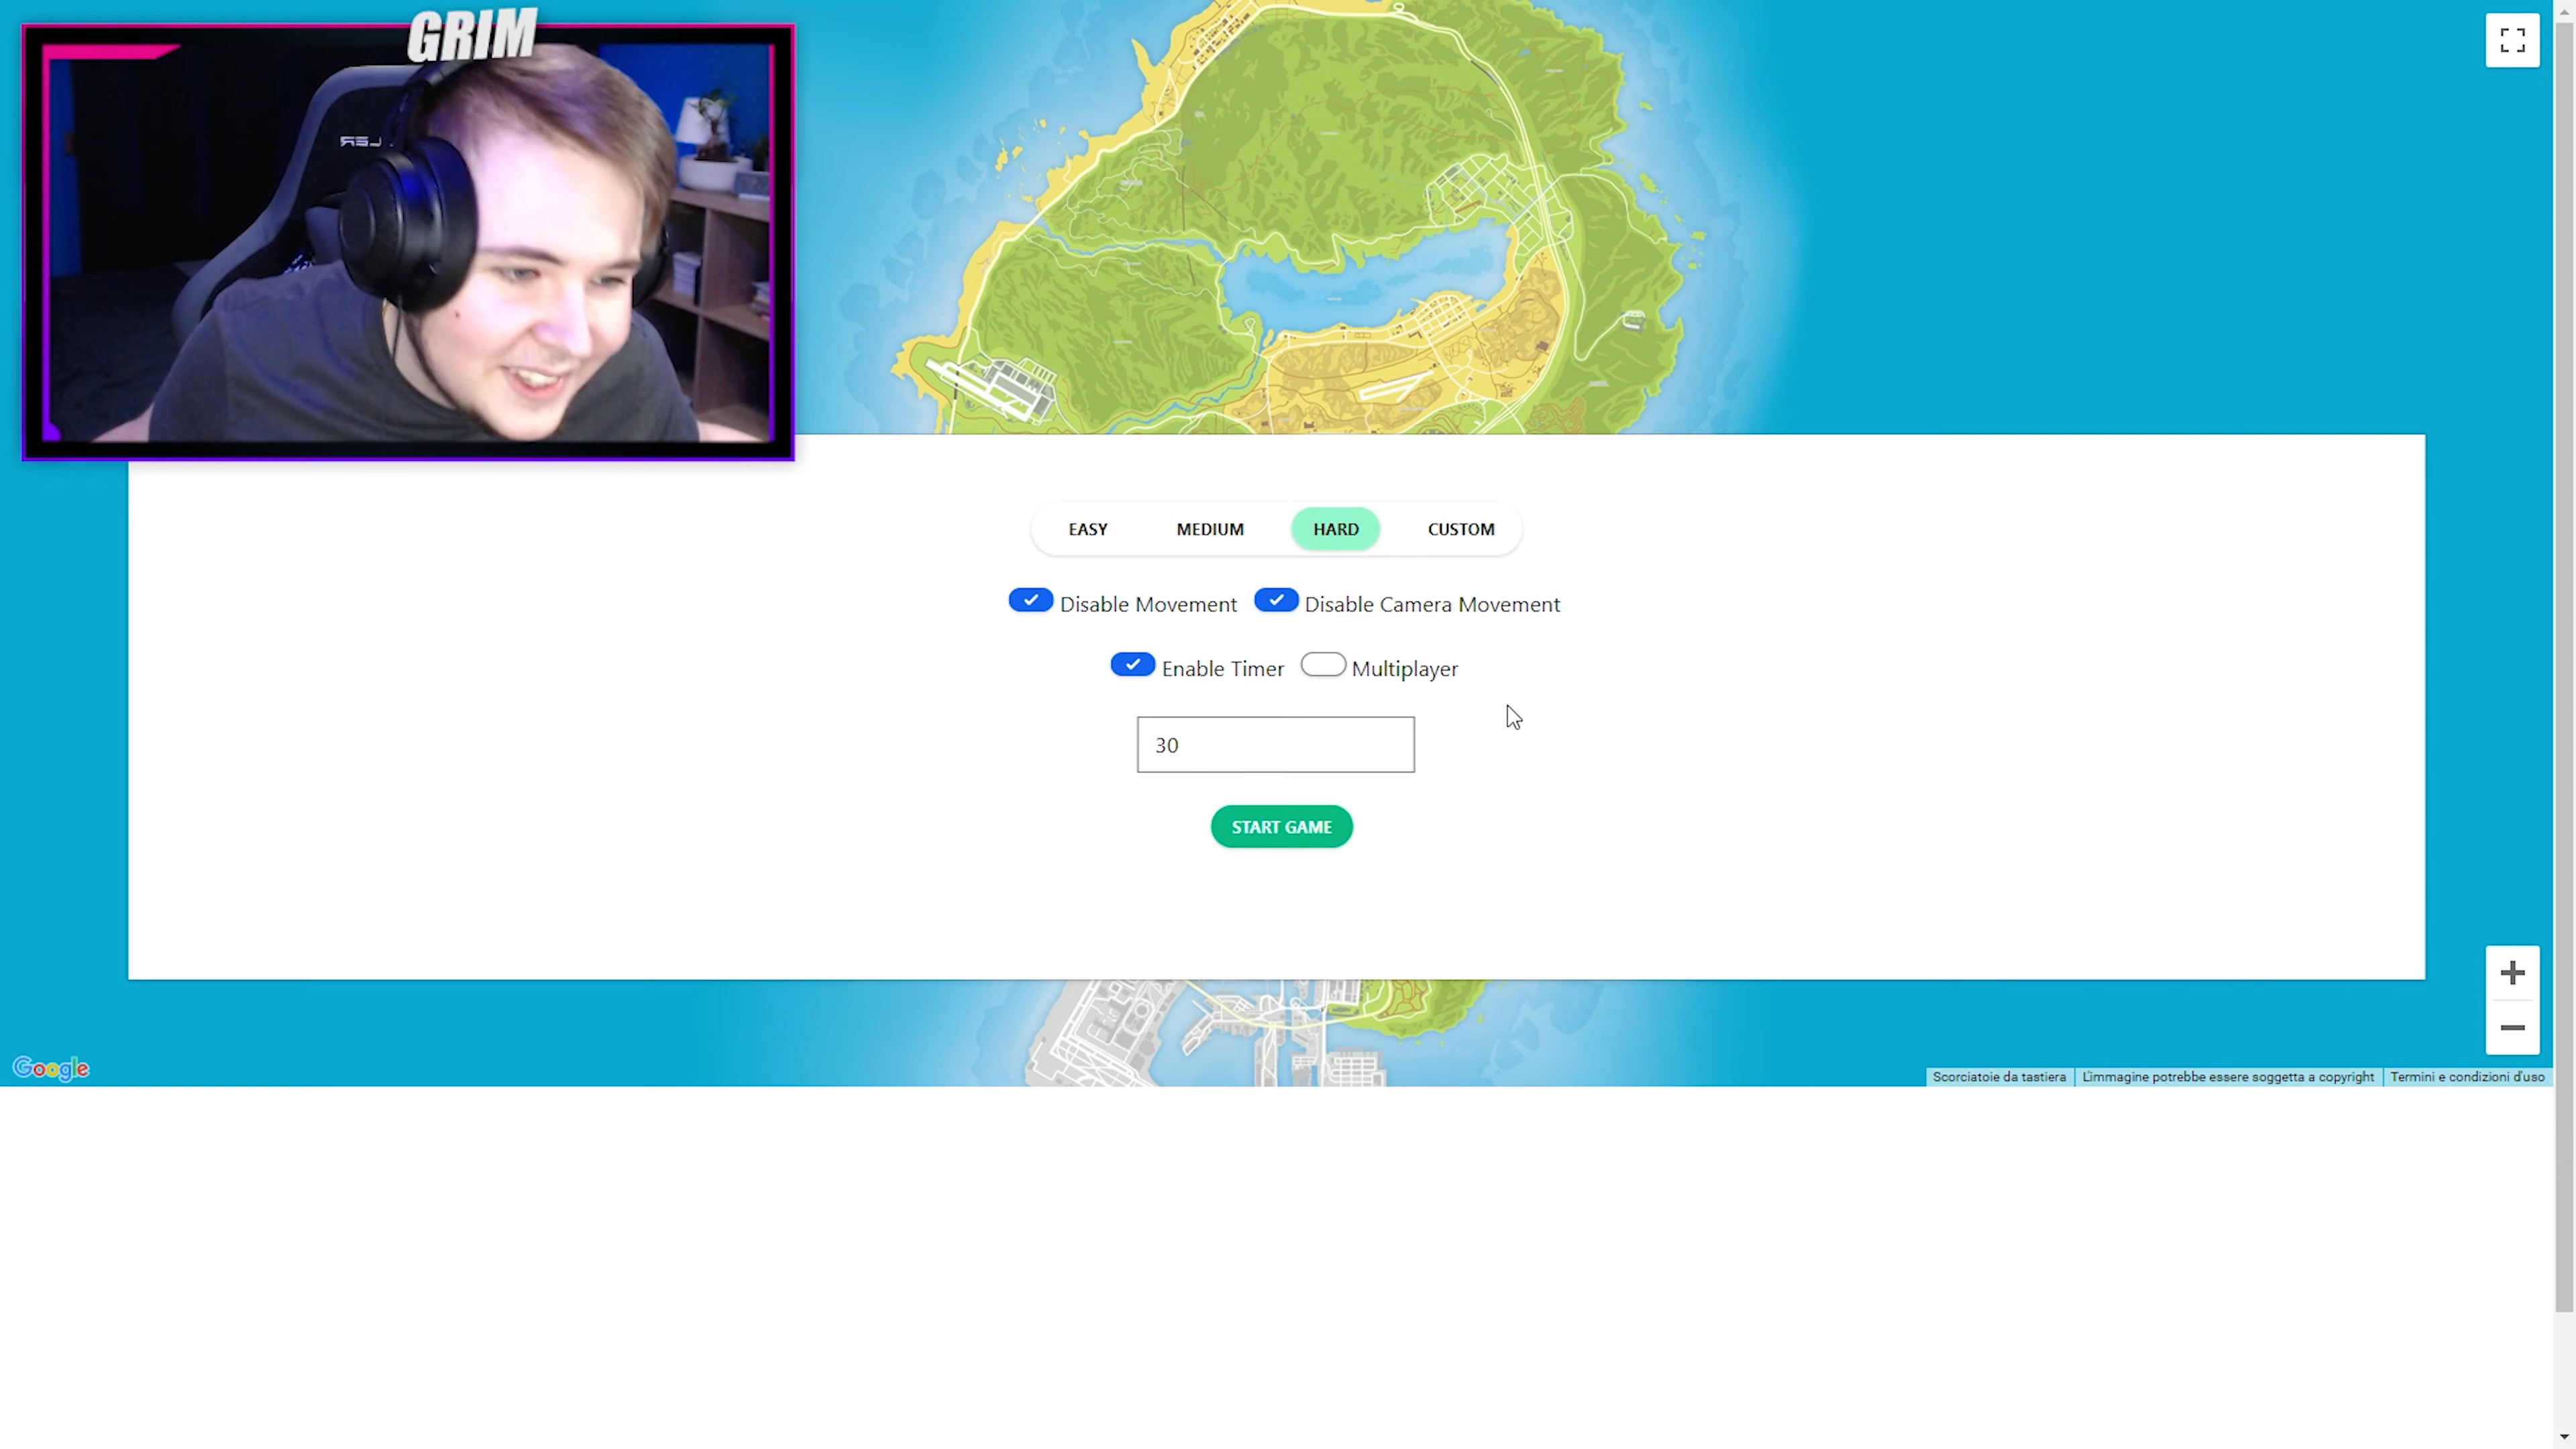 GRIM
EASY MEDIUM HARD CUSTOM
Disable Movement Disable Camera Movement
Enable Timer Multiplayer
30
START GAME
Google
Scorciatoie da tastiera L'immagine potrebbe essere soggetta a copyright Termini e condizioni d'uso